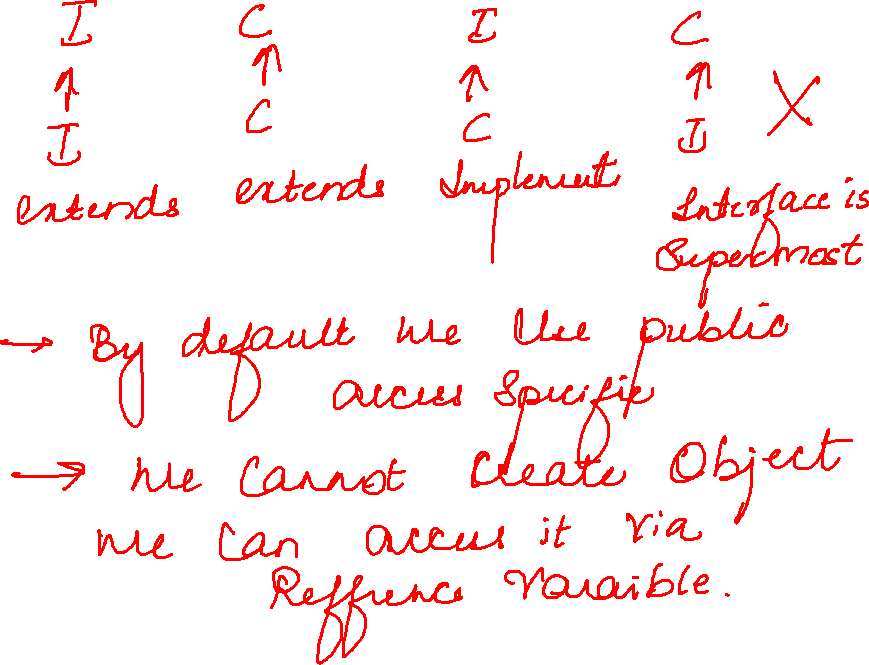 I C I C
↑ ↑ ↑ ↑ X
I C C I
extends extends Implement Interface is
Supermost
→ By default we Use public
access Specific
→ We Cannot Create Object
We Can access it via
Reffrence Varaible.